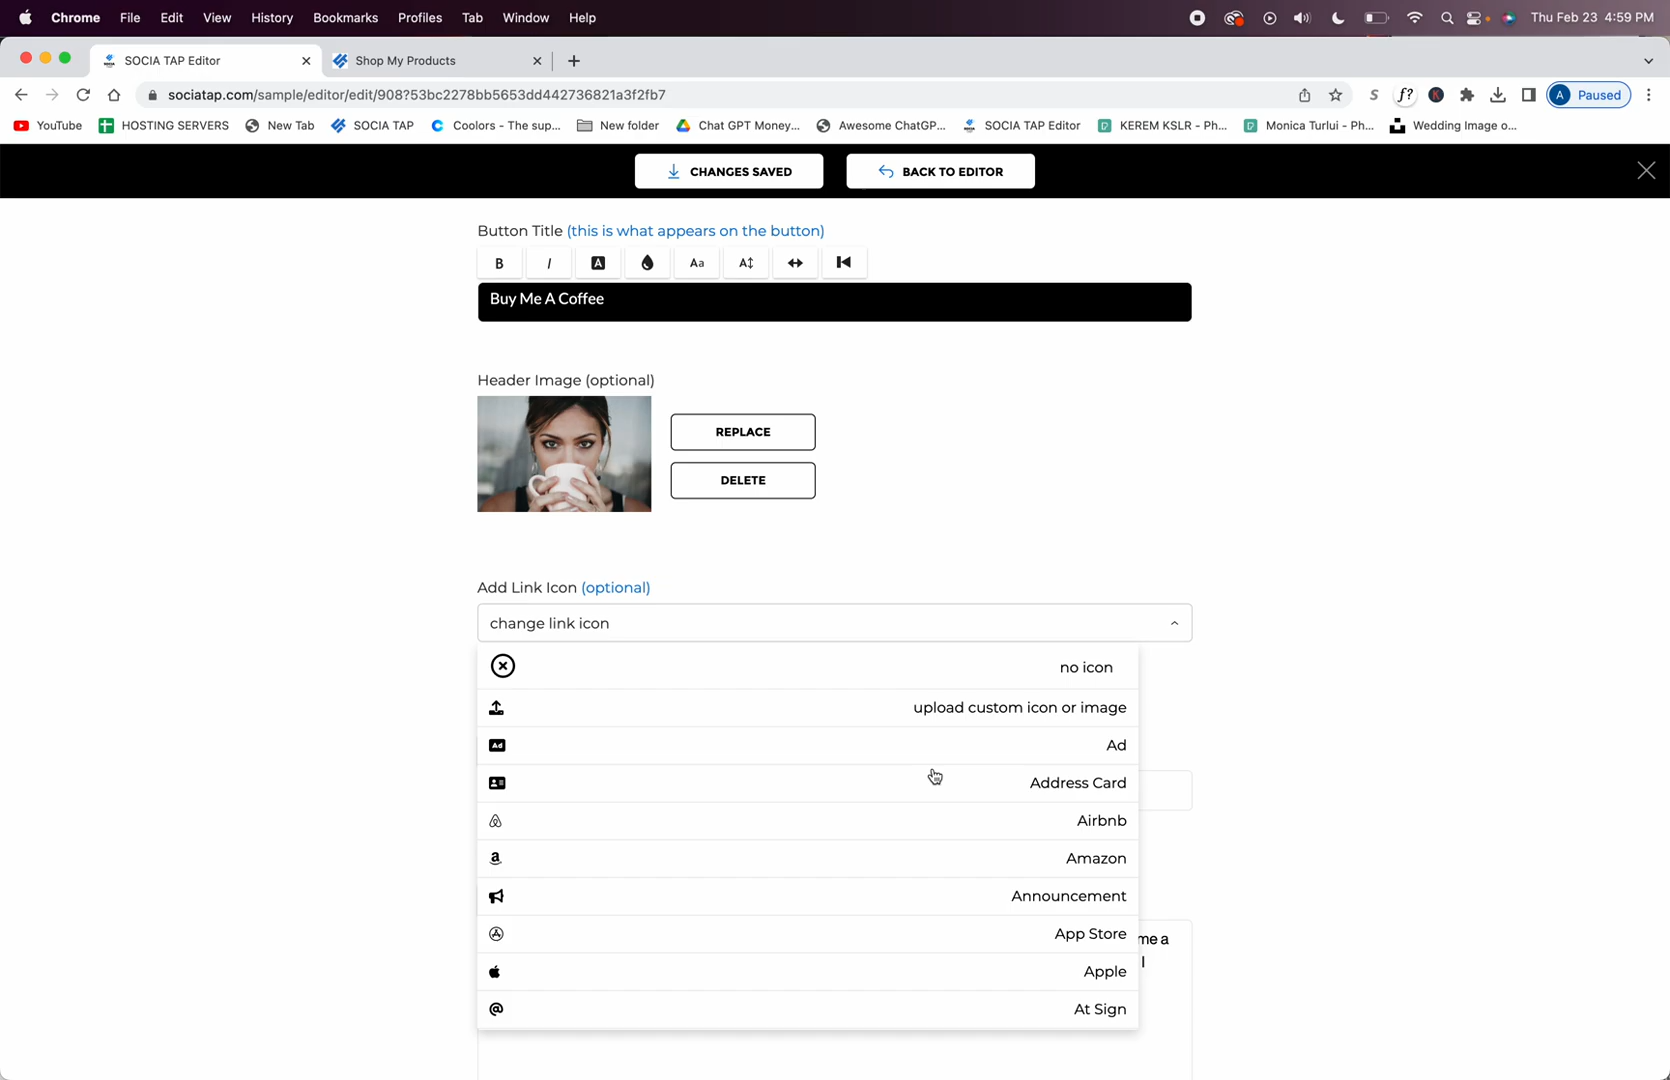 Chrome File Edit View History Bookmarks Profiles Tab Window Help Thu Feb 23 4:59 PM
SOCIA TAP Editor Shop My Products
sociatap.com/sample/editor/edit/908?53bc2278bb5653dd442736821a3f2fb7 S f? K A Paused
YouTube HOSTING SERVERS New Tab SOCIA TAP Coolors - The sup... New folder Chat GPT Money... Awesome ChatGP... SOCIA TAP Editor KEREM KSLR - Ph... Monica Turlui - Ph... Wedding Image o...
CHANGES SAVED BACK TO EDITOR
Button Title (this is what appears on the button)
B I A Aa A
Buy Me A Coffee
Header Image (optional)
REPLACE
DELETE
Add Link Icon (optional)
change link icon
no icon
upload custom icon or image
Ad Ad
Address Card
Airbnb
a Amazon
Announcement
App Store me a
Apple I
@ At Sign